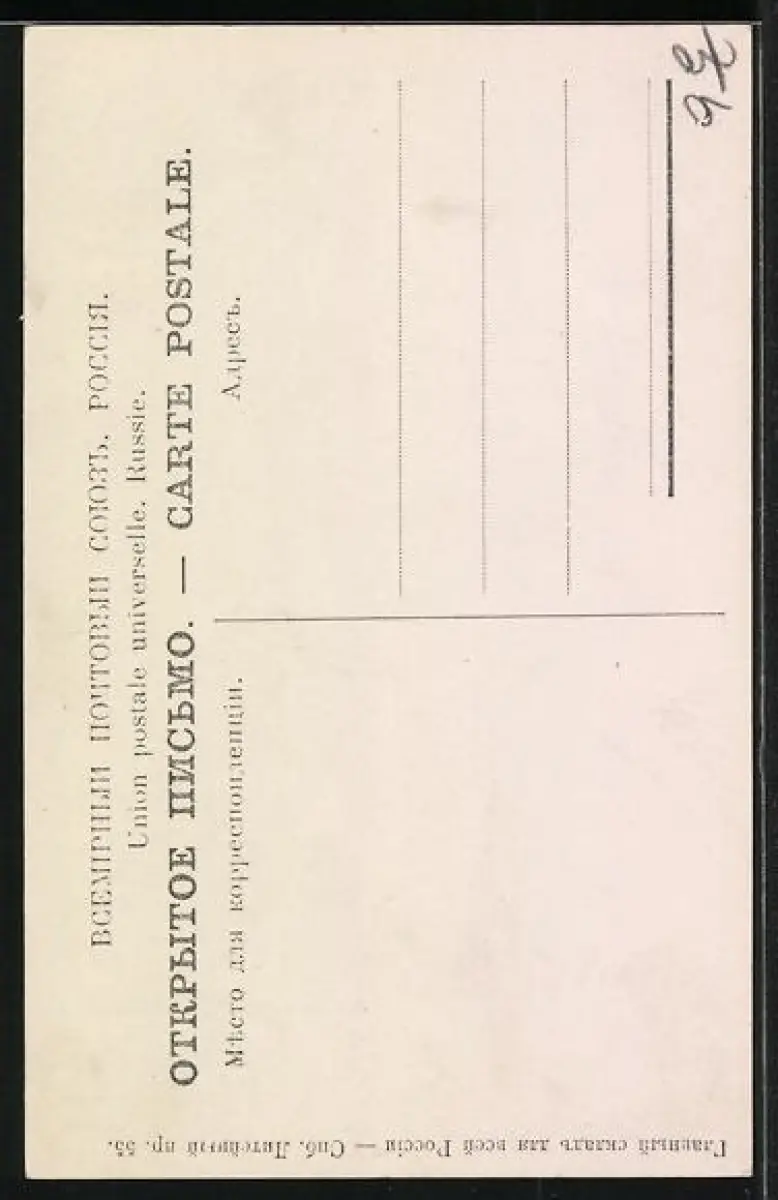 ВСЕМІРНЫЙ ПОЧТОВЫЙ СОЮЗЪ. РОССІЯ.
Union postale universelle. Russie.
ОТКРЫТОЕ ПИСЬМО. — CARTE POSTALE.
Мѣсто для корреспонденціи.
Адресъ.
Главный складъ для всей Россіи — Спб. Литейный пр. 55.